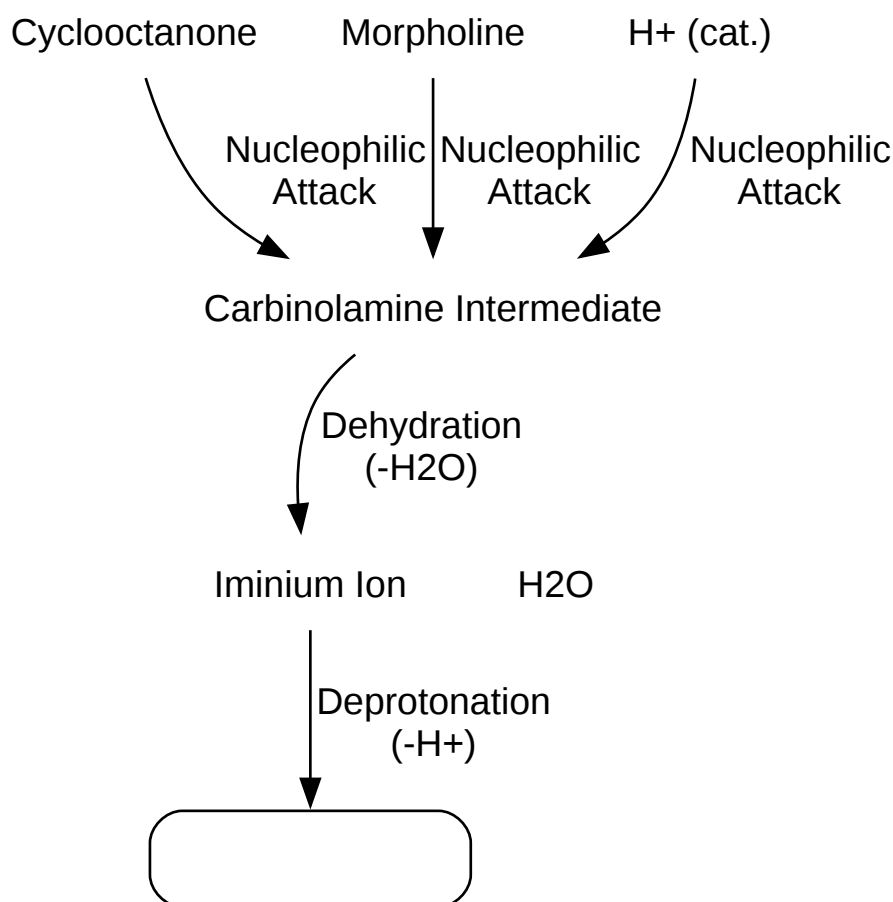 Cyclooctanone Morpholine H+ (cat.)
Nucleophilic Nucleophilic Nucleophilic
Attack Attack Attack
Carbinolamine Intermediate
Dehydration
(-H2O)
Iminium Ion H2O
Deprotonation
(-H+)